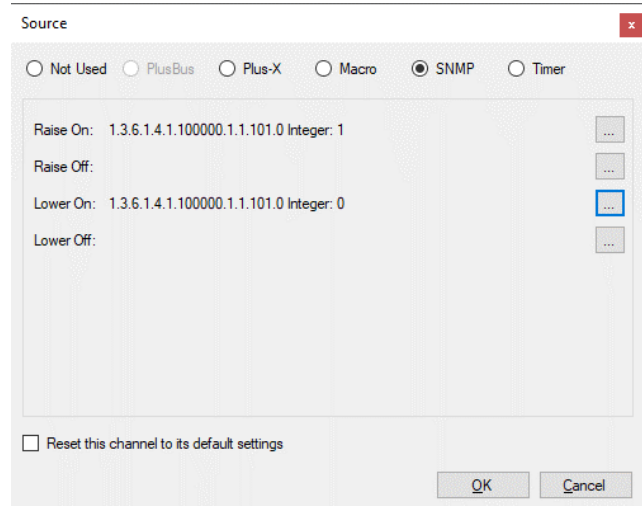 Source
x
Not Used PlusBus Plus-X Macro SNMP Timer
Raise On: 1.3.6.1.4.1.100000.1.1.101.0 Integer: 1 ...
Raise Off: ...
Lower On: 1.3.6.1.4.1.100000.1.1.101.0 Integer: 0 ...
Lower Off: ...
Reset this channel to its default settings
OK Cancel